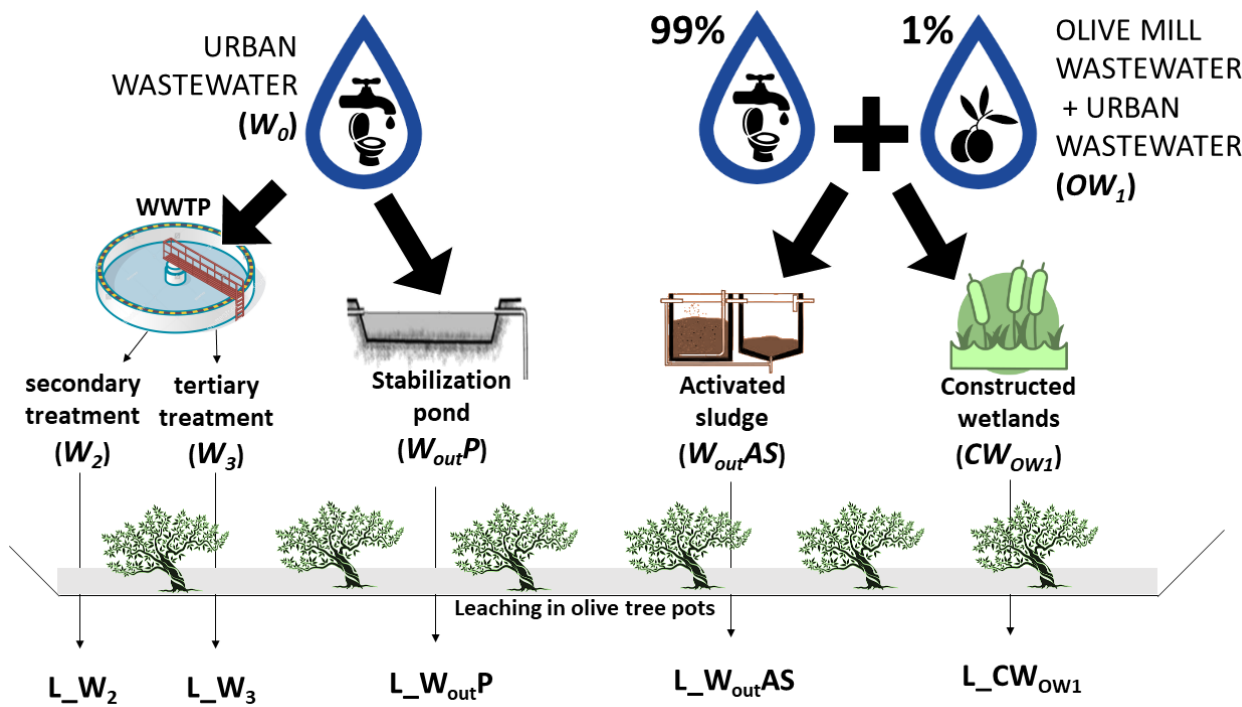 URBAN
WASTEWATER
(W₀)
99%
1%
OLIVE MILL
WASTEWATER
+ URBAN
WASTEWATER
(OW₁)
WWTP
secondary
treatment
(W₂)
tertiary
treatment
(W₃)
Stabilization
pond
(WoutP)
Activated
sludge
(WoutAS)
Constructed
wetlands
(CWOW1)
Leaching in olive tree pots
L_W₂
L_W₃
L_WoutP
L_WoutAS
L_CWOW1